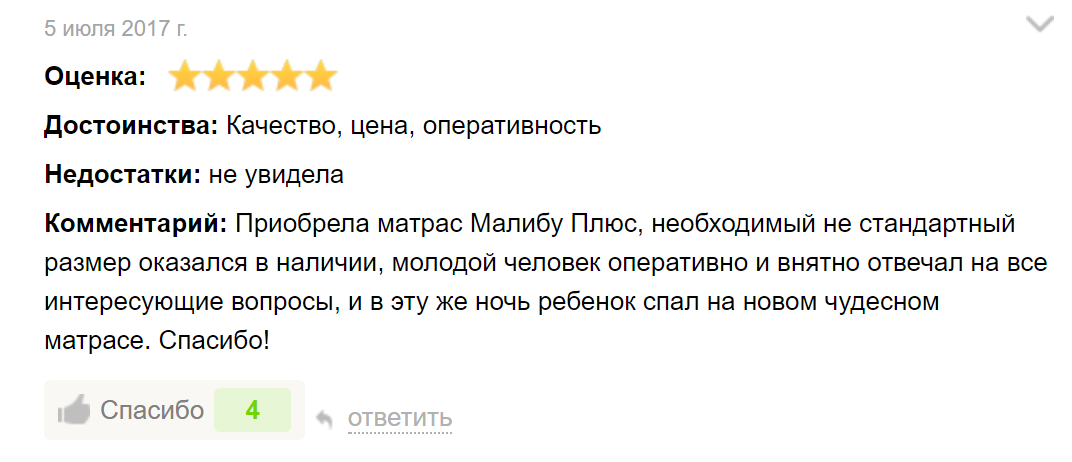 5 июля 2017 г.
Оценка:
Достоинства: Качество, цена, оперативность
Недостатки: не увидела
Комментарий: Приобрела матрас Малибу Плюс, необходимый не стандартный
размер оказался в наличии, молодой человек оперативно и внятно отвечал на все
интересующие вопросы, и в эту же ночь ребенок спал на новом чудесном
матрасе. Спасибо!
Спасибо 4 ответить